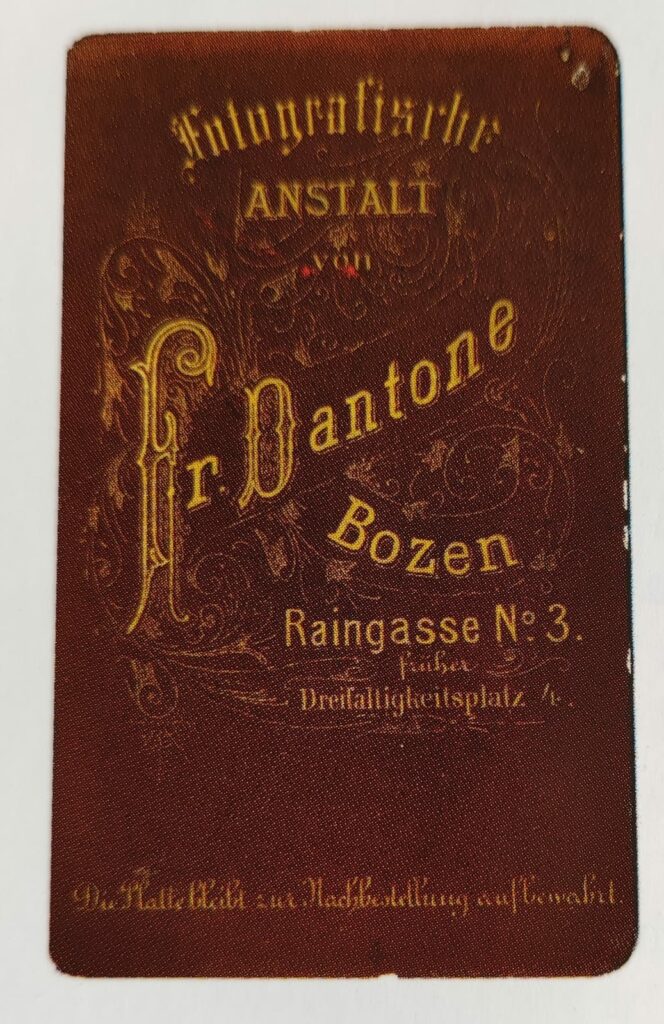 Fotografische
ANSTALT
von
Fr. Dantone
Bozen
Raingasse No. 3.
früher
Dreifaltigkeitsplatz 4.
Die Platte bleibt zur Nachbestellung aufbewahrt.